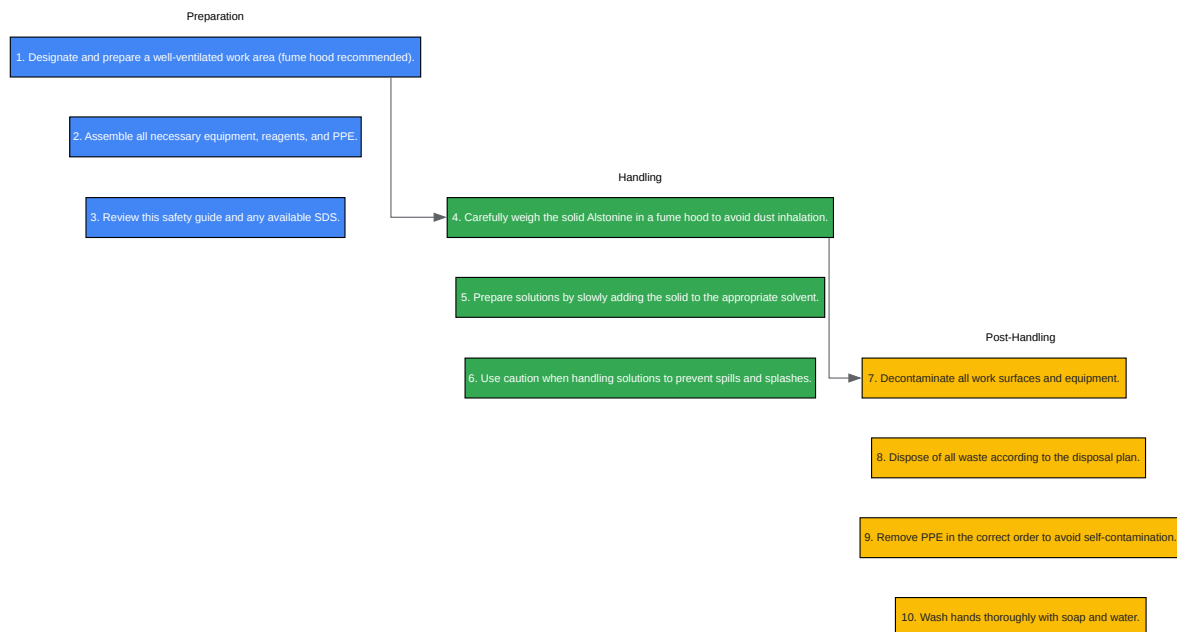 Preparation
1. Designate and prepare a well-ventilated work area (fume hood recommended).
2. Assemble all necessary equipment, reagents, and PPE.
3. Review this safety guide and any available SDS.
Handling
4. Carefully weigh the solid Alstonine in a fume hood to avoid dust inhalation.
5. Prepare solutions by slowly adding the solid to the appropriate solvent.
6. Use caution when handling solutions to prevent spills and splashes.
Post-Handling
7. Decontaminate all work surfaces and equipment.
8. Dispose of all waste according to the disposal plan.
9. Remove PPE in the correct order to avoid self-contamination.
10. Wash hands thoroughly with soap and water.